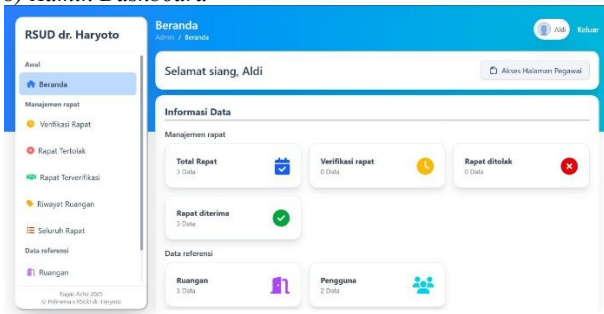 b) Admin Dashboard
RSUD dr. Haryoto
Awal
Beranda
Manajemen rapat
Verifikasi Rapat
Rapat Tertolak
Rapat Terverifikasi
Riwayat Ruangan
Seluruh Rapat
Data referensi
Ruangan
Tugas Akhir 2025
© Polinema x RSUD dr. Haryoto
Beranda
Admin / Beranda
Aldi
Keluar
Selamat siang, Aldi
Akses Halaman Pegawai
Informasi Data
Manajemen rapat
Total Rapat
3 Data
Verifikasi rapat
0 Data
Rapat ditolak
0 Data
Rapat diterima
3 Data
Data referensi
Ruangan
3 Data
Pengguna
2 Data